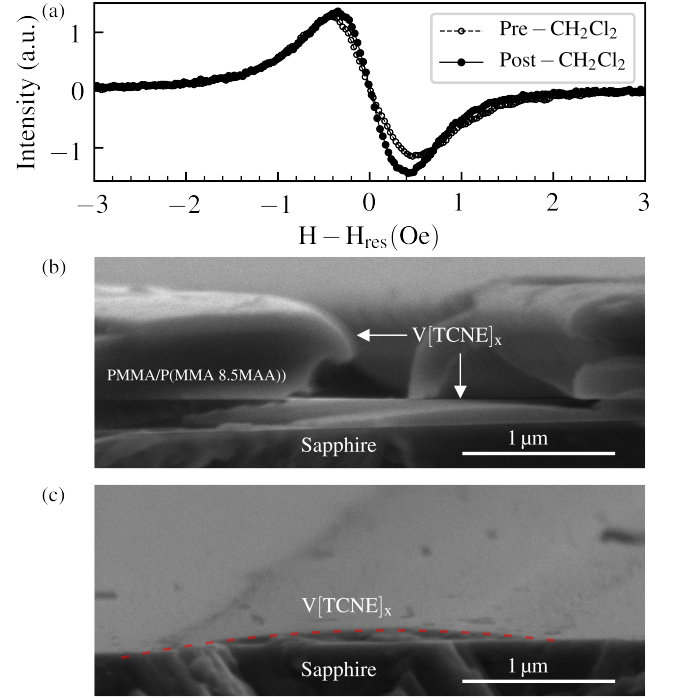 (a)
Intensity (a.u.)
1
0
−1
Pre − CH₂Cl₂
Post − CH₂Cl₂
−3 −2 −1 0 1 2 3
H − H_res (Oe)
(b)
V[TCNE]ₓ
PMMA/P(MMA 8.5MAA))
Sapphire
1 µm
(c)
V[TCNE]ₓ
Sapphire
1 µm